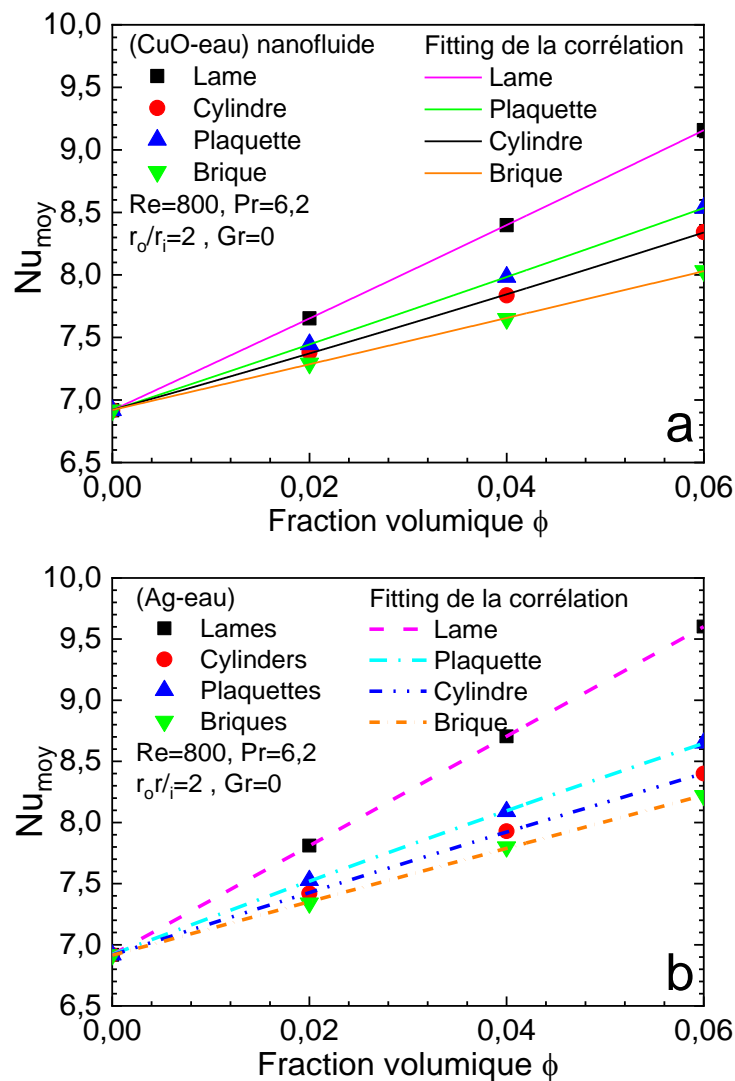 10,0
9,5
9,0
8,5
8,0
7,5
7,0
6,5
Nu_moy
(CuO-eau) nanofluide
Lame
Cylindre
Plaquette
Brique
Re=800, Pr=6,2
r_o/r_i=2 , Gr=0
Fitting de la corrélation
Lame
Plaquette
Cylindre
Brique
a
0,00 0,02 0,04 0,06
Fraction volumique ϕ
10,0
9,5
9,0
8,5
8,0
7,5
7,0
6,5
Nu_moy
(Ag-eau)
Lames
Cylinders
Plaquettes
Briques
Re=800, Pr=6,2
r_or/_i=2 , Gr=0
Fitting de la corrélation
Lame
Plaquette
Cylindre
Brique
b
0,00 0,02 0,04 0,06
Fraction volumique ϕ